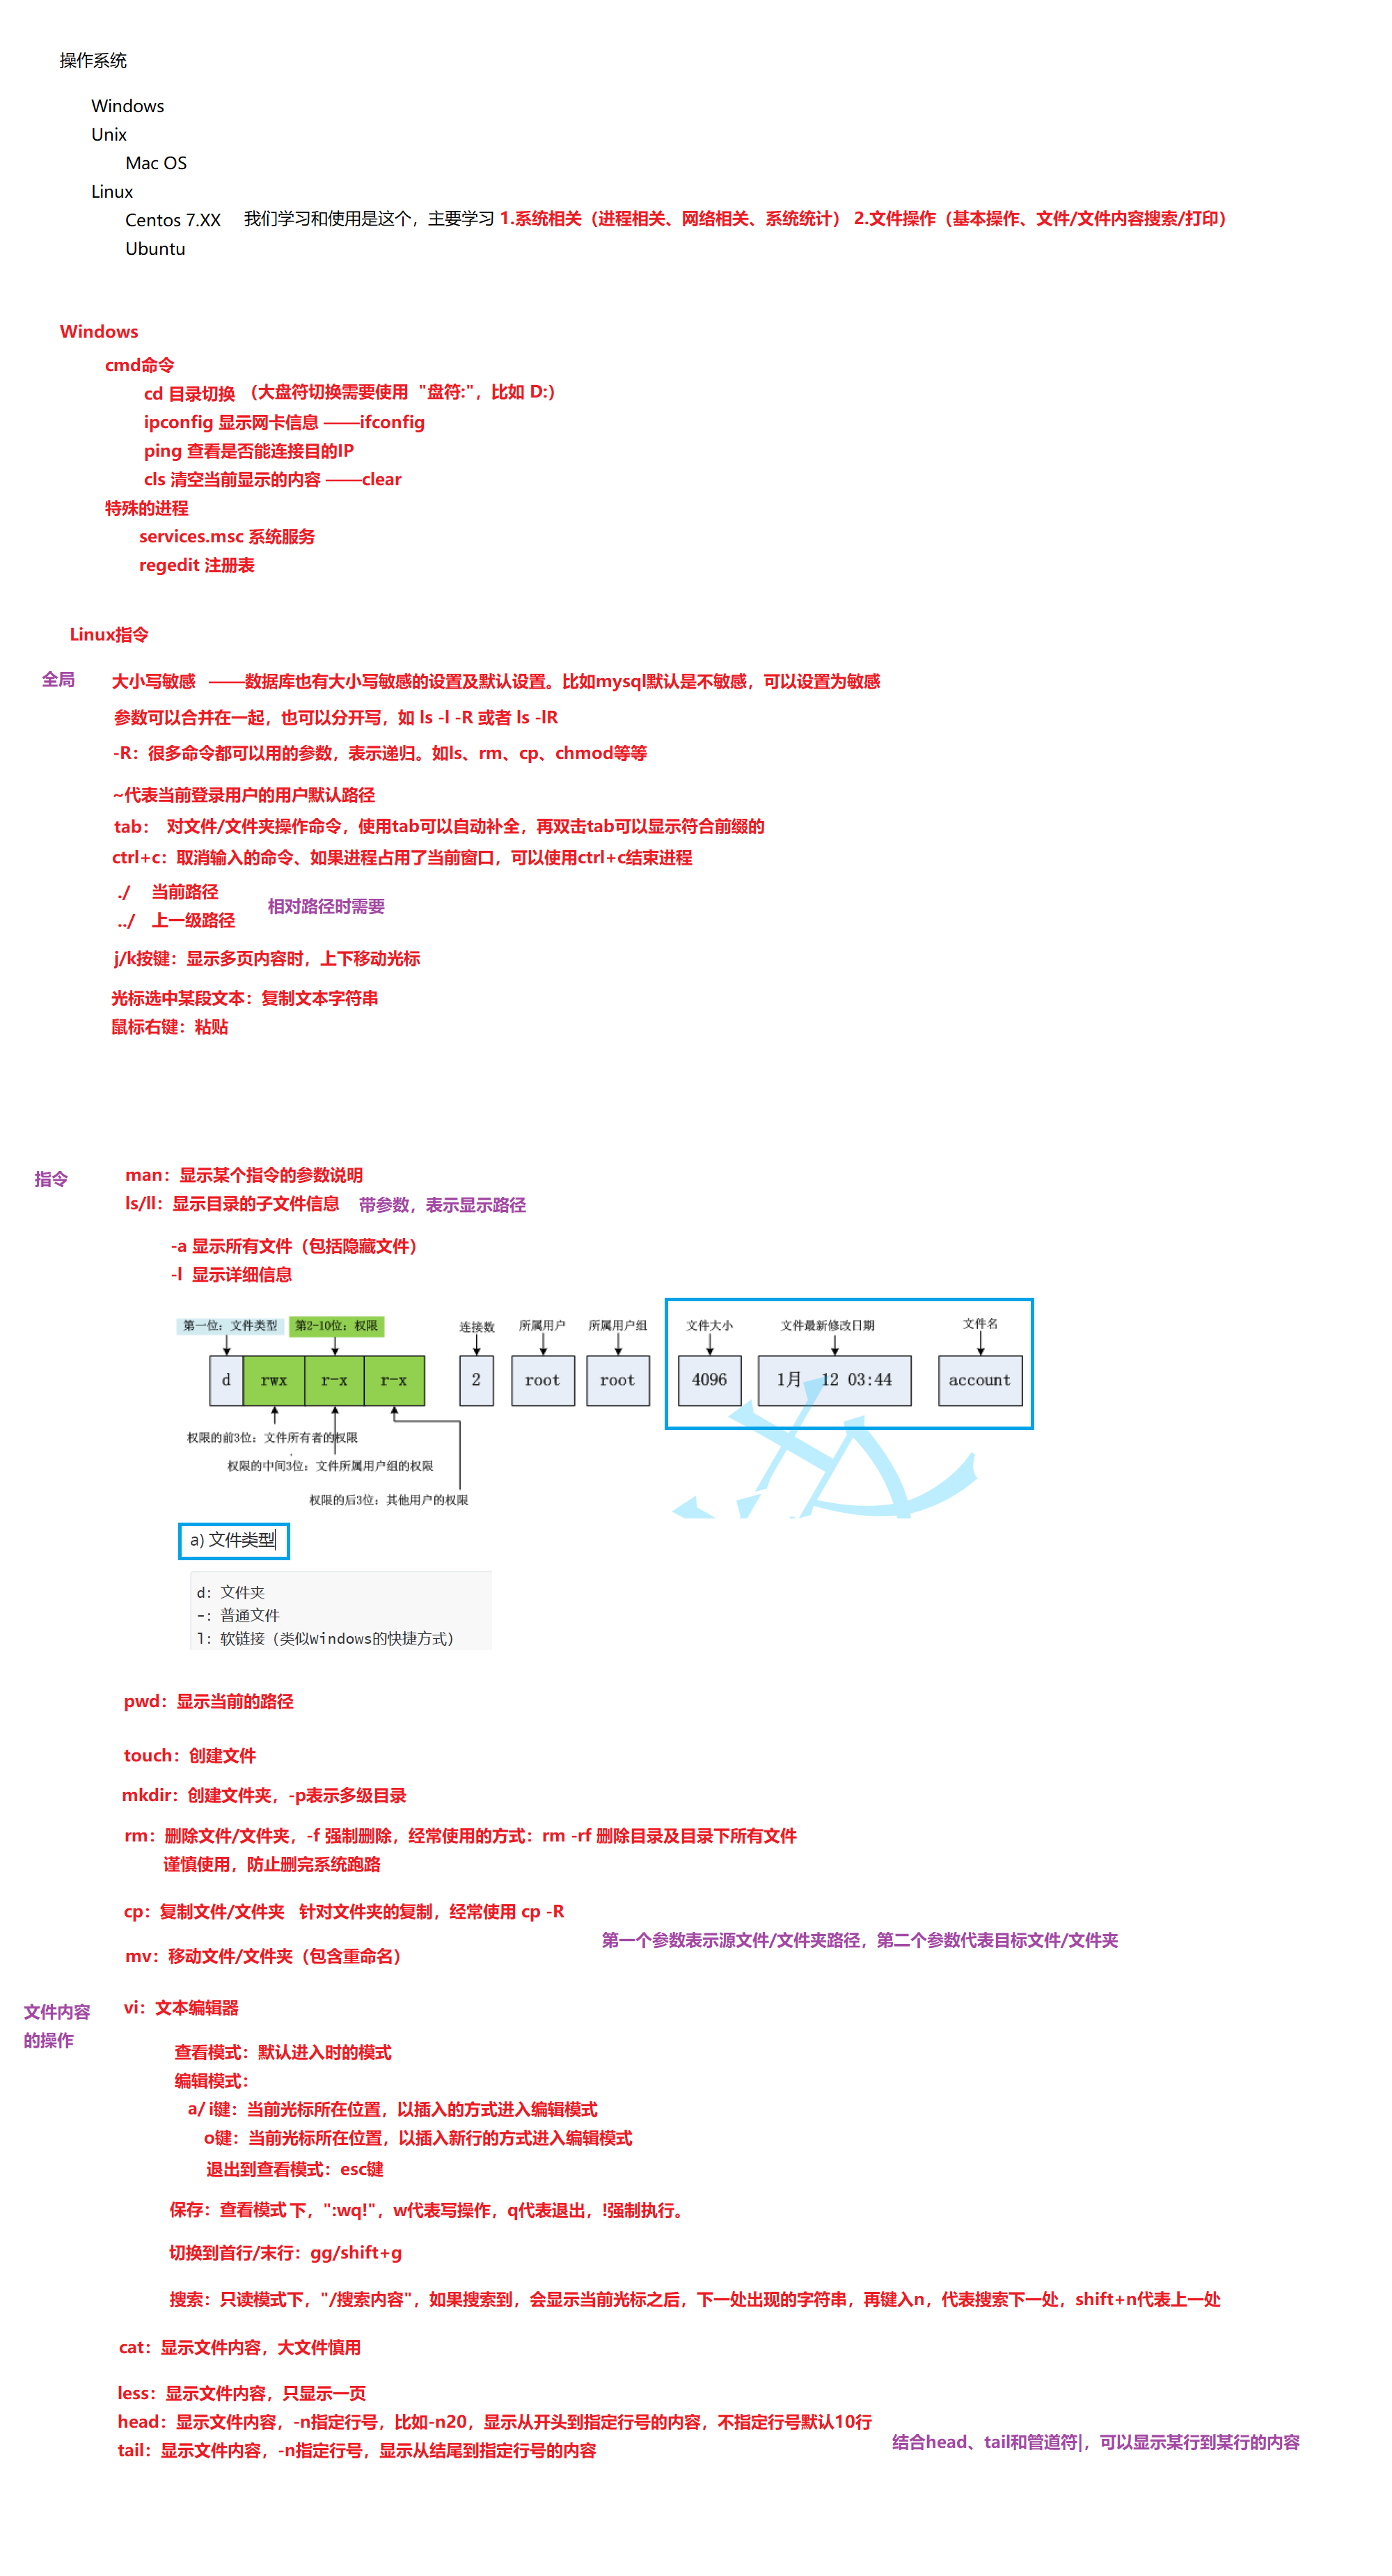 操作系统
Windows
Unix
Mac OS
Linux
Centos 7.XX 我们学习和使用是这个，主要学习 1.系统相关（进程相关、网络相关、系统统计） 2.文件操作（基本操作、文件/文件内容搜索/打印）
Ubuntu
Windows
cmd命令
cd 目录切换 （大盘符切换需要使用 "盘符:"，比如 D:）
ipconfig 显示网卡信息 ——ifconfig
ping 查看是否能连接目的IP
cls 清空当前显示的内容 ——clear
特殊的进程
services.msc 系统服务
regedit 注册表
Linux指令
全局 大小写敏感 ——数据库也有大小写敏感的设置及默认设置。比如mysql默认是不敏感，可以设置为敏感
参数可以合并在一起，也可以分开写，如 ls -l -R 或者 ls -lR
-R：很多命令都可以用的参数，表示递归。如ls、rm、cp、chmod等等
~代表当前登录用户的用户默认路径
tab： 对文件/文件夹操作命令，使用tab可以自动补全，再双击tab可以显示符合前缀的
ctrl+c：取消输入的命令、如果进程占用了当前窗口，可以使用ctrl+c结束进程
./ 当前路径
../ 上一级路径
相对路径时需要
j/k按键：显示多页内容时，上下移动光标
光标选中某段文本：复制文本字符串
鼠标右键：粘贴
指令 man：显示某个指令的参数说明
ls/ll：显示目录的子文件信息 带参数，表示显示路径
-a 显示所有文件（包括隐藏文件）
-l 显示详细信息
第一位：文件类型 第2-10位：权限 连接数 所属用户 所属用户组 文件大小 文件最新修改日期 文件名
d rwx r-x r-x 2 root root 4096 1月 12 03:44 account
权限的前3位：文件所有者的权限
权限的中间3位：文件所属用户组的权限
权限的后3位：其他用户的权限
a) 文件类型
d: 文件夹
-: 普通文件
l: 软链接（类似Windows的快捷方式）
pwd：显示当前的路径
touch：创建文件
mkdir：创建文件夹，-p表示多级目录
rm：删除文件/文件夹，-f 强制删除，经常使用的方式：rm -rf 删除目录及目录下所有文件
谨慎使用，防止删完系统跑路
cp：复制文件/文件夹 针对文件夹的复制，经常使用 cp -R
第一个参数表示源文件/文件夹路径，第二个参数代表目标文件/文件夹
mv：移动文件/文件夹（包含重命名）
文件内容
的操作
vi：文本编辑器
查看模式：默认进入时的模式
编辑模式：
a/ i键：当前光标所在位置，以插入的方式进入编辑模式
o键：当前光标所在位置，以插入新行的方式进入编辑模式
退出到查看模式：esc键
保存：查看模式下，":wq!"，w代表写操作，q代表退出，!强制执行。
切换到首行/末行：gg/shift+g
搜索：只读模式下，"/搜索内容"，如果搜索到，会显示当前光标之后，下一处出现的字符串，再键入n，代表搜索下一处，shift+n代表上一处
cat：显示文件内容，大文件慎用
less：显示文件内容，只显示一页
head：显示文件内容，-n指定行号，比如-n20，显示从开头到指定行号的内容，不指定行号默认10行
结合head、tail和管道符|，可以显示某行到某行的内容
tail：显示文件内容，-n指定行号，显示从结尾到指定行号的内容